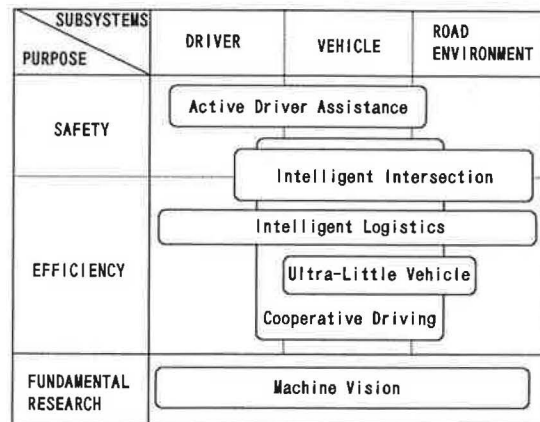 SUBSYSTEMS
PURPOSE
DRIVER
VEHICLE
ROAD
ENVIRONMENT
SAFETY
Active Driver Assistance
Intelligent Intersection
EFFICIENCY
Intelligent Logistics
Ultra-Little Vehicle
Cooperative Driving
FUNDAMENTAL
RESEARCH
Machine Vision